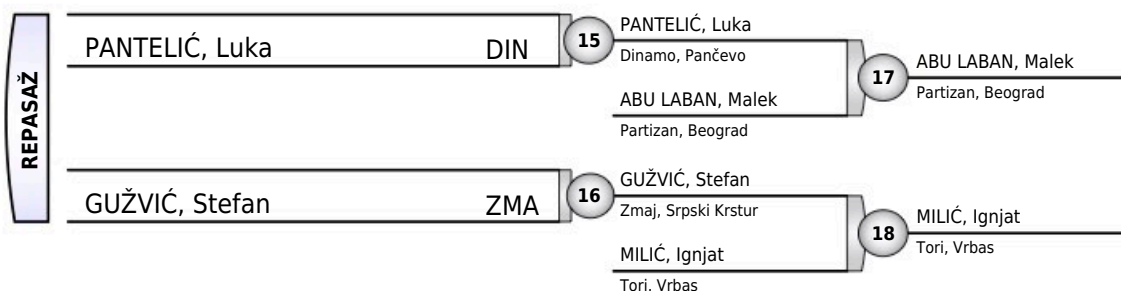 REPASAŽ
PANTELIĆ, Luka DIN
15
PANTELIĆ, Luka
Dinamo, Pančevo
ABU LABAN, Malek
Partizan, Beograd
17
ABU LABAN, Malek
Partizan, Beograd
GUŽVIĆ, Stefan ZMA
16
GUŽVIĆ, Stefan
Zmaj, Srpski Krstur
MILIĆ, Ignjat
Tori, Vrbas
18
MILIĆ, Ignjat
Tori, Vrbas